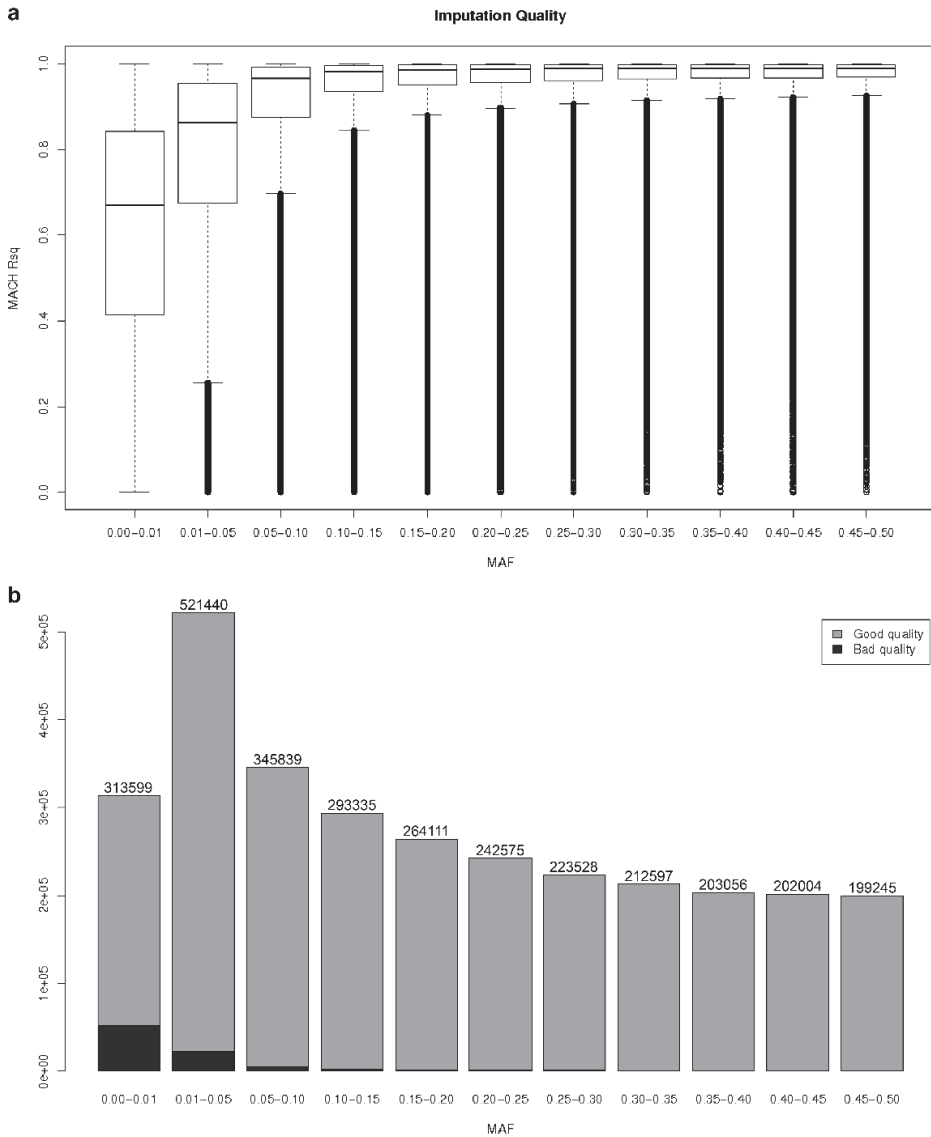 a
Imputation Quality
MACH Rsq
1.0
0.8
0.6
0.4
0.2
0.0
0.00-0.01 0.01-0.05 0.05-0.10 0.10-0.15 0.15-0.20 0.20-0.25 0.25-0.30 0.30-0.35 0.35-0.40 0.40-0.45 0.45-0.50
MAF
b
Good quality
Bad quality
5e+05
4e+05
3e+05
2e+05
1e+05
0e+00
313599 521440 345839 293335 264111 242575 223528 212597 203056 202004 199245
0.00-0.01 0.01-0.05 0.05-0.10 0.10-0.15 0.15-0.20 0.20-0.25 0.25-0.30 0.30-0.35 0.35-0.40 0.40-0.45 0.45-0.50
MAF